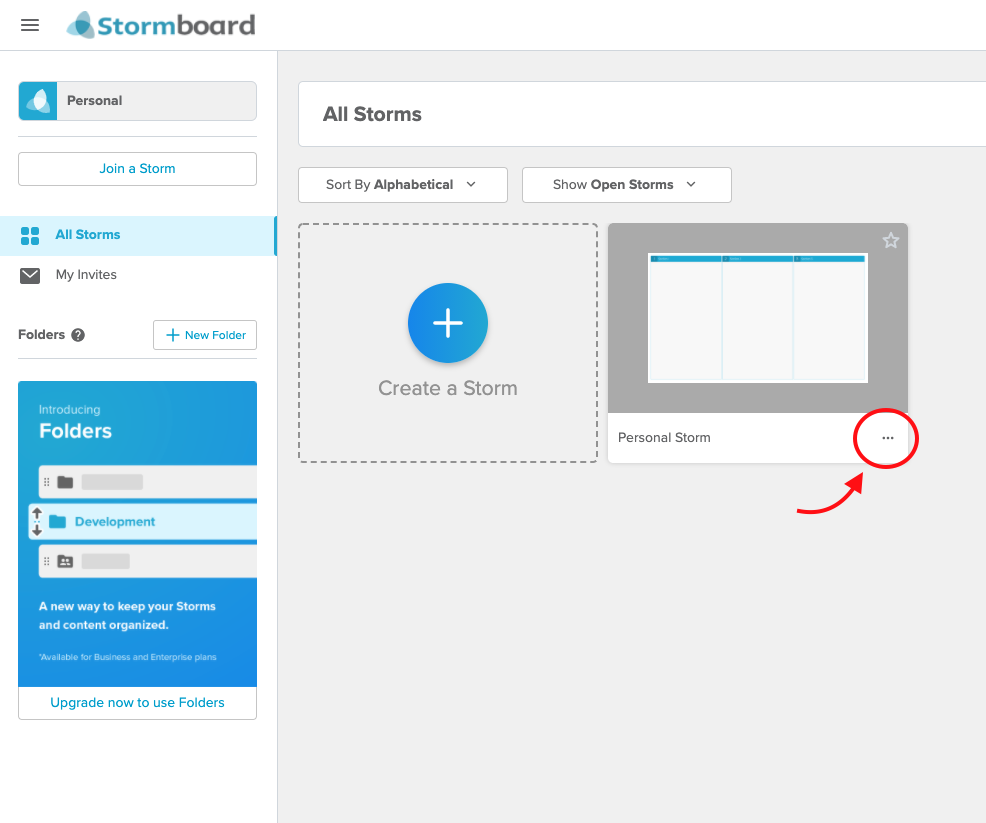 Stormboard
Personal
Join a Storm
All Storms
My Invites
Folders ?
+ New Folder
Introducing
Folders
Development
A new way to keep your Storms
and content organized.
*Available for Business and Enterprise plans
Upgrade now to use Folders
All Storms
Sort By Alphabetical
Show Open Storms
Create a Storm
Personal Storm
...